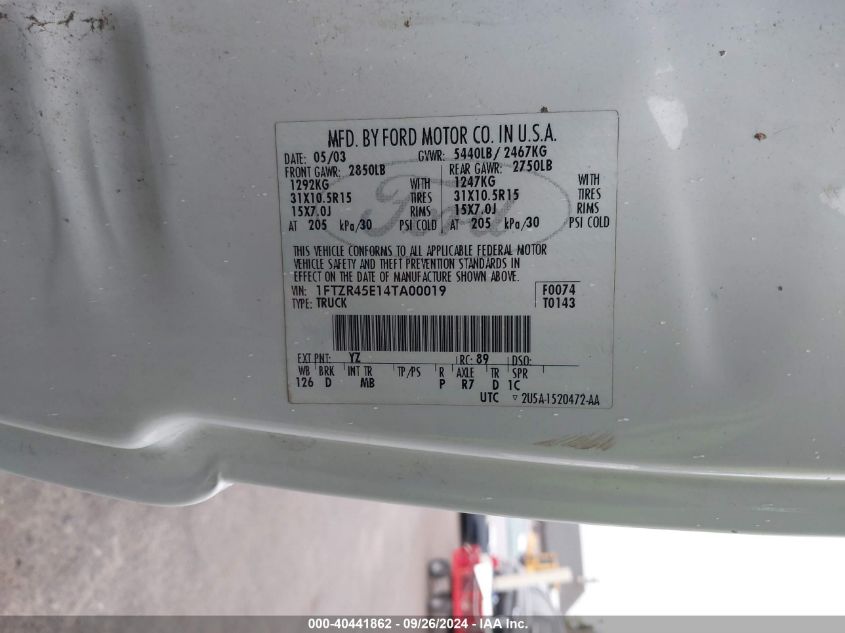 MFD. BY FORD MOTOR CO. IN U.S.A.
DATE: 05/03 GVWR: 5440LB / 2467KG
FRONT GAWR: 2850LB REAR GAWR: 2750LB
1292KG WITH 1247KG WITH
31X10.5R15 TIRES 31X10.5R15 TIRES
15X7.0J RIMS 15X7.0J RIMS
AT 205 kPa/30 PSI COLD AT 205 kPa/30 PSI COLD
Ford
THIS VEHICLE CONFORMS TO ALL APPLICABLE FEDERAL MOTOR
VEHICLE SAFETY AND THEFT PREVENTION STANDARDS IN
EFFECT ON THE DATE OF MANUFACTURE SHOWN ABOVE.
VIN: 1FTZR45E14TA00019 F0074
TYPE: TRUCK T0143
EXT PNT: YZ RC: 89 DSO:
WB BRK INT TR TP/PS R AXLE TR SPR
126 D MB P R7 D 1C
UTC ▽ 2U5A-1520472-AA
000-40441862 - 09/26/2024 - IAA Inc.